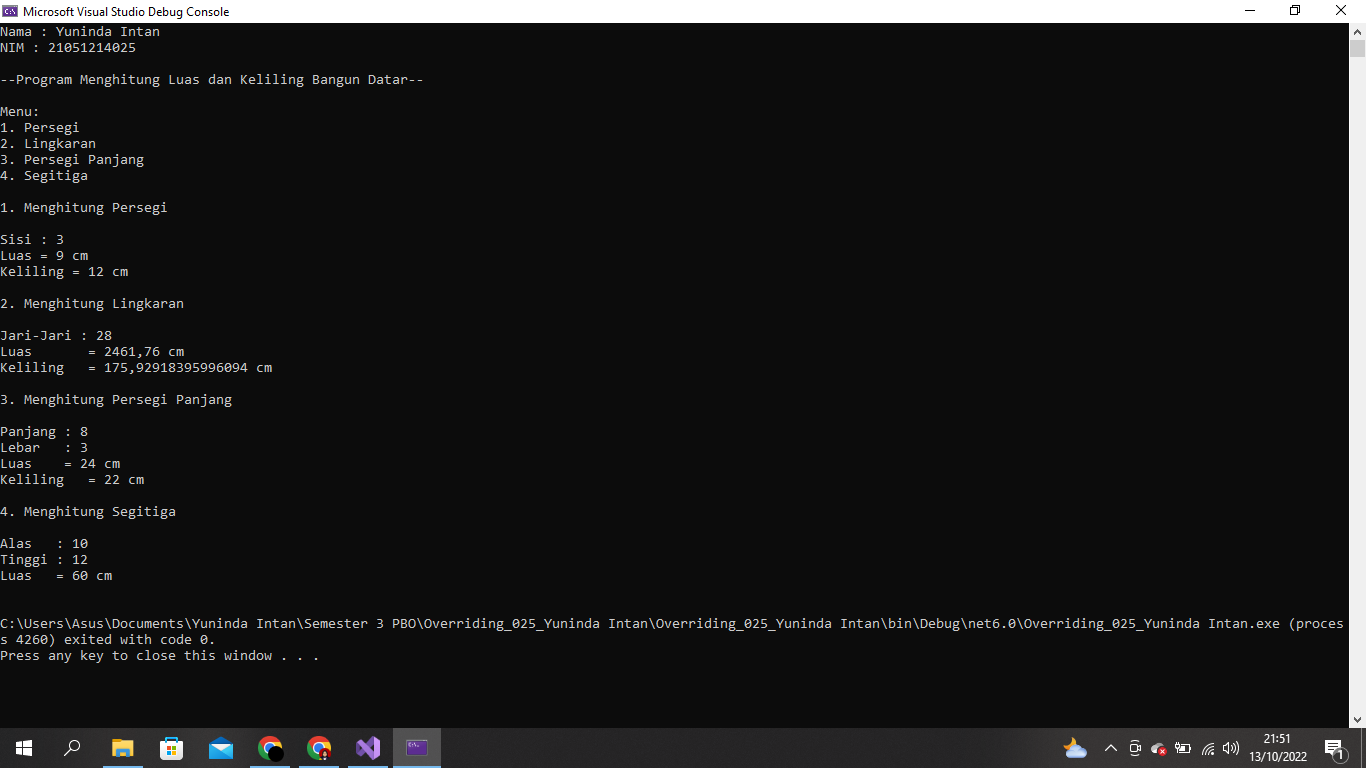 Microsoft Visual Studio Debug Console
Nama : Yuninda Intan
NIM : 21051214025
--Program Menghitung Luas dan Keliling Bangun Datar--
Menu:
1. Persegi
2. Lingkaran
3. Persegi Panjang
4. Segitiga
1. Menghitung Persegi
Sisi : 3
Luas = 9 cm
Keliling = 12 cm
2. Menghitung Lingkaran
Jari-Jari : 28
Luas       = 2461,76 cm
Keliling   = 175,92918395996094 cm
3. Menghitung Persegi Panjang
Panjang : 8
Lebar   : 3
Luas    = 24 cm
Keliling   = 22 cm
4. Menghitung Segitiga
Alas   : 10
Tinggi : 12
Luas   = 60 cm
C:\Users\Asus\Documents\Yuninda Intan\Semester 3 PBO\Overriding_025_Yuninda Intan\Overriding_025_Yuninda Intan\bin\Debug\net6.0\Overriding_025_Yuninda Intan.exe (proces
s 4260) exited with code 0.
Press any key to close this window . . .
21:51
13/10/2022
1